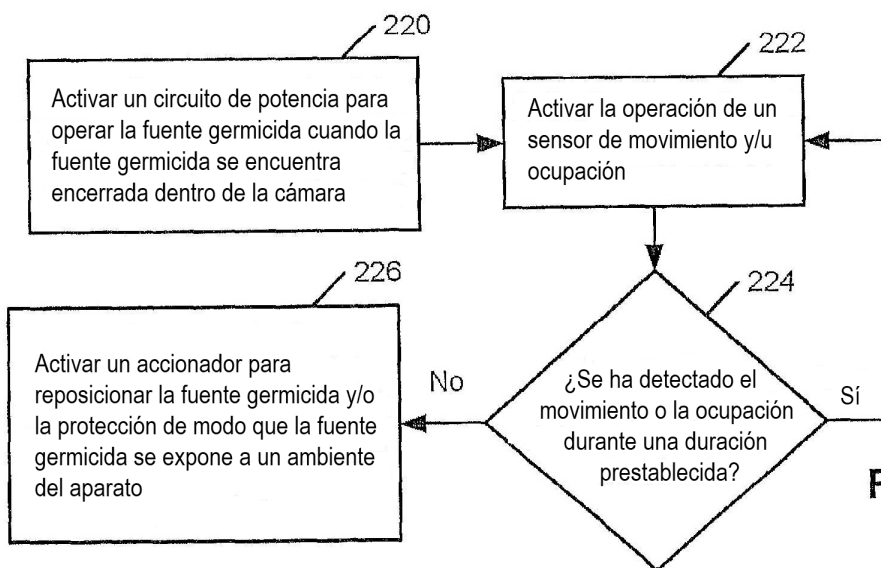 220
Activar un circuito de potencia para
operar la fuente germicida cuando la
fuente germicida se encuentra
encerrada dentro de la cámara
222
Activar la operación de un
sensor de movimiento y/u
ocupación
224
¿Se ha detectado el
movimiento o la ocupación
durante una duración
prestablecida?
Sí
No
226
Activar un accionador para
reposicionar la fuente germicida y/o
la protección de modo que la fuente
germicida se expone a un ambiente
del aparato